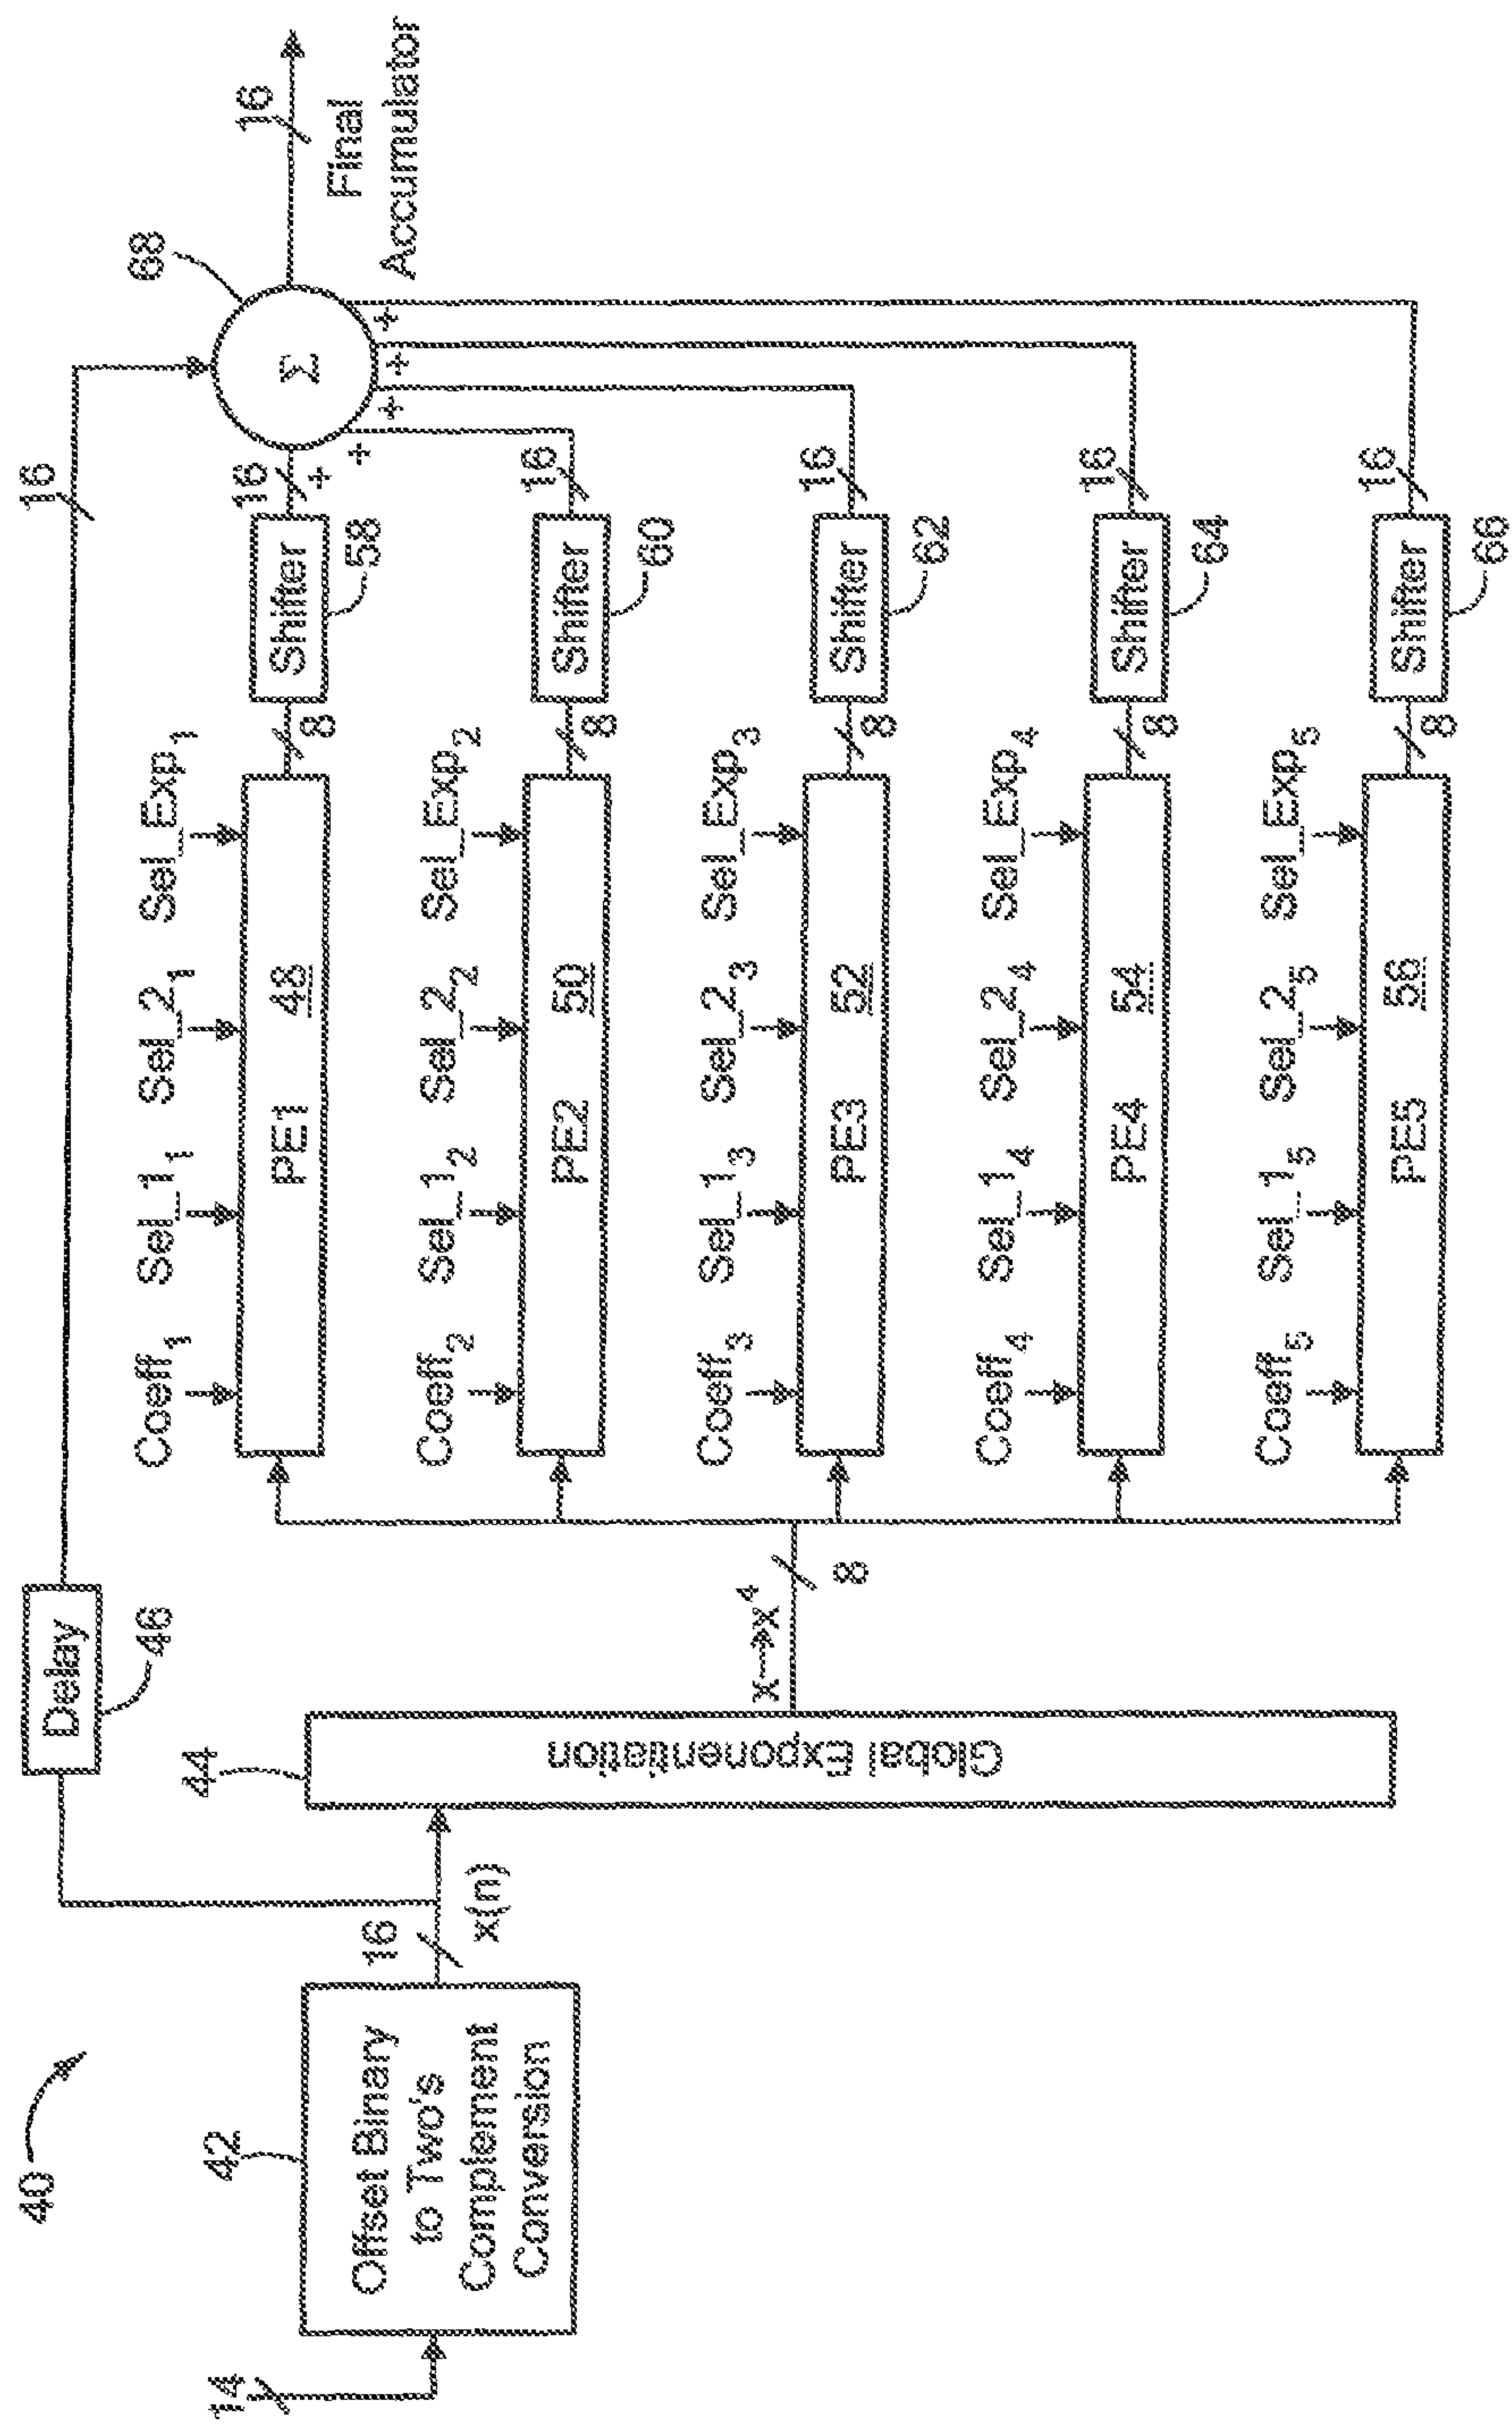 40
14
42
Offset Binary
to Two's
Complement
Conversion
16
x(n)
44
Global Exponentiation
Delay
46
16
x→x⁴
8
Coeff₁
Sel_1₁
Sel_2₁
Sel_Exp₁
PE1
48
8
Shifter
58
16
+
Coeff₂
Sel_1₂
Sel_2₂
Sel_Exp₂
PE2
50
8
Shifter
60
16
+
Coeff₃
Sel_1₃
Sel_2₃
Sel_Exp₃
PE3
52
8
Shifter
62
16
+
Coeff₄
Sel_1₄
Sel_2₄
Sel_Exp₄
PE4
54
8
Shifter
64
16
+
Coeff₅
Sel_1₅
Sel_2₅
Sel_Exp₅
PE5
56
8
Shifter
66
16
+
Σ
68
16
Final
Accumulator